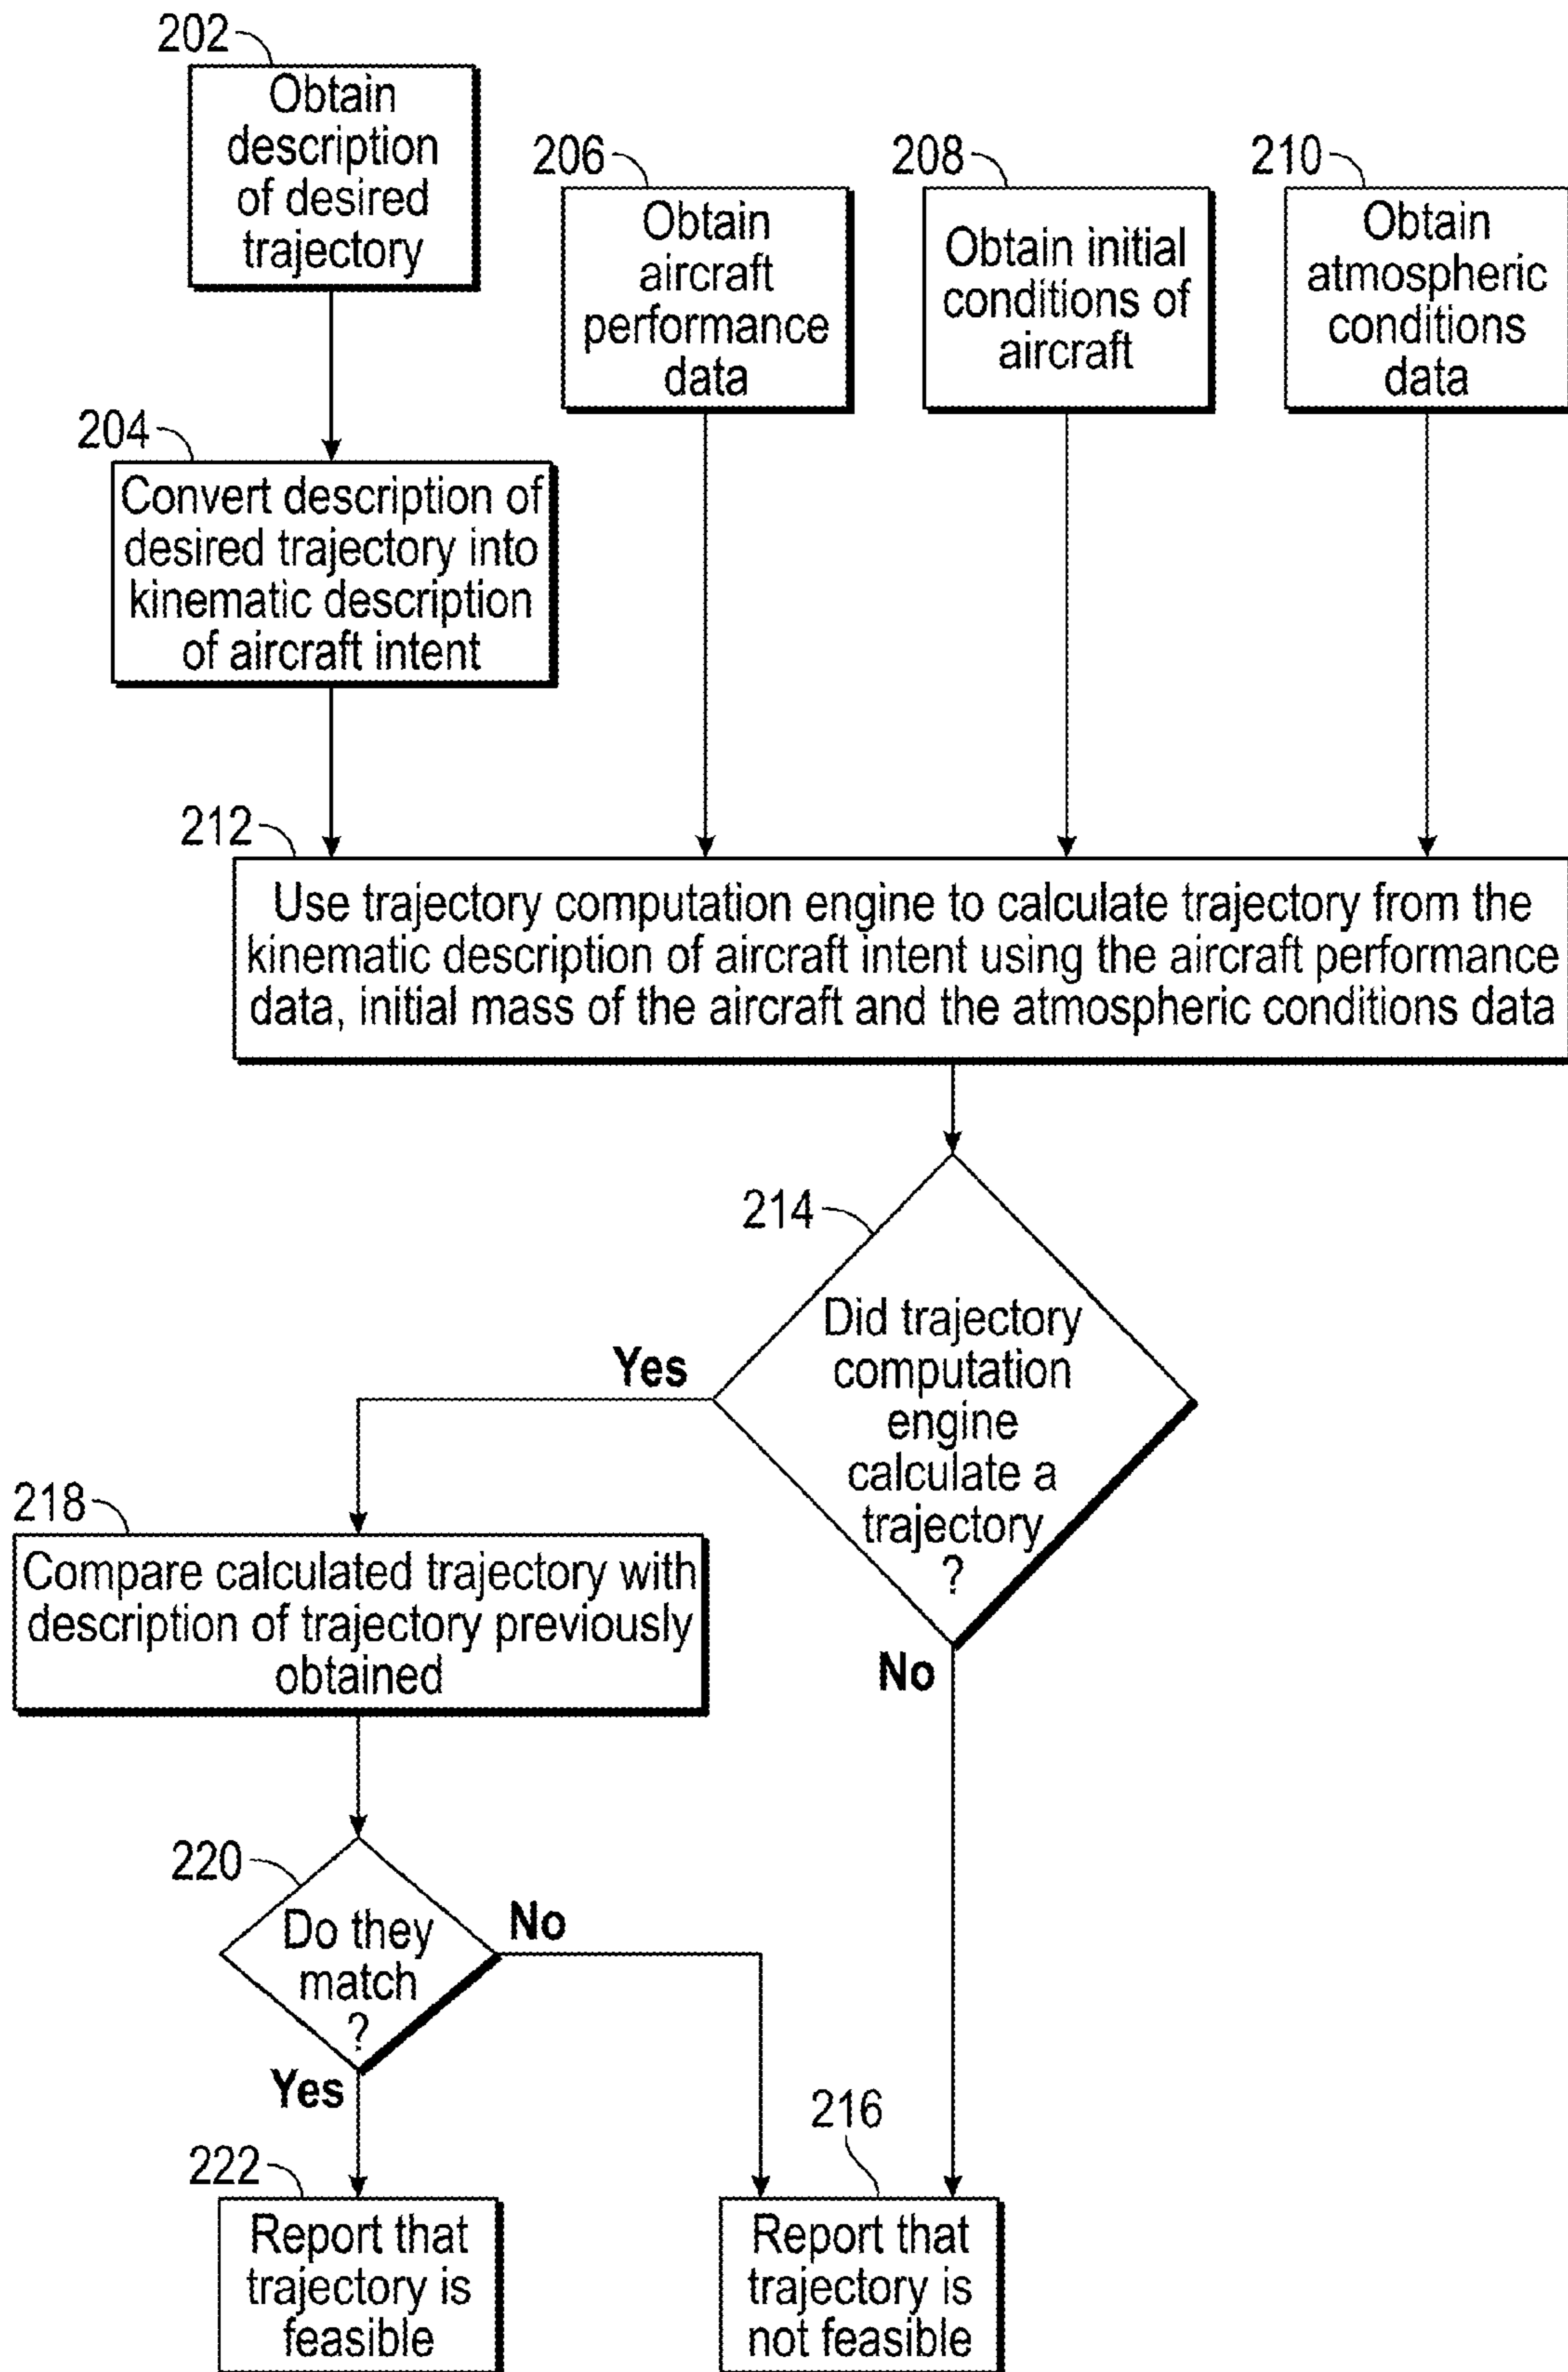 202
Obtain
description
of desired
trajectory
206
Obtain
aircraft
performance
data
208
Obtain initial
conditions of
aircraft
210
Obtain
atmospheric
conditions
data
204
Convert description of
desired trajectory into
kinematic description
of aircraft intent
212
Use trajectory computation engine to calculate trajectory from the
kinematic description of aircraft intent using the aircraft performance
data, initial mass of the aircraft and the atmospheric conditions data
214
Did trajectory
computation
engine
calculate a
trajectory
?
Yes
No
218
Compare calculated trajectory with
description of trajectory previously
obtained
220
Do they
match
?
No
Yes
222
Report that
trajectory is
feasible
216
Report that
trajectory is
not feasible